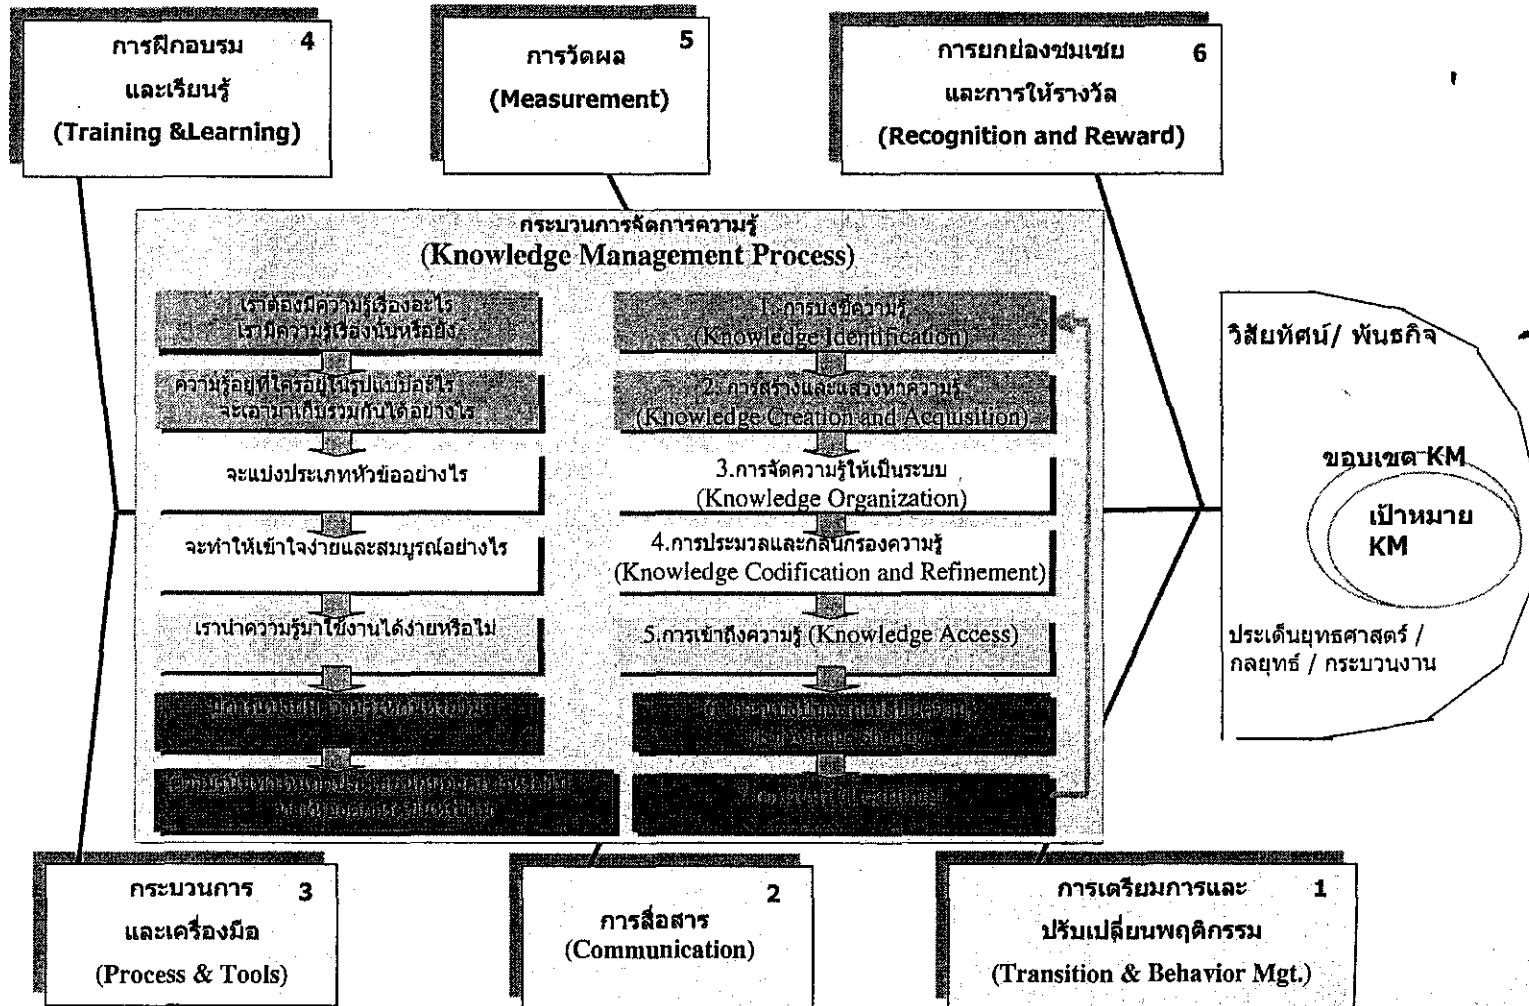 การฝึกอบรม 4
และเรียนรู้
(Training &Learning)
การวัดผล 5
(Measurement)
การยกย่องชมเชย 6
และการให้รางวัล
(Recognition and Reward)
กระบวนการจัดการความรู้
(Knowledge Management Process)
เราต้องมีความรู้เรื่องอะไร
เรามีความรู้เรื่องนั้นหรือยัง
ความรู้อยู่ที่ใครอยู่ในรูปแบบอะไร
จะเอามาเก็บรวมกันได้อย่างไร
จะแบ่งประเภทหัวข้ออย่างไร
จะทำให้เข้าใจง่ายและสมบูรณ์อย่างไร
เรานำความรู้มาใช้งานได้ง่ายหรือไม่
1. การบ่งชี้ความรู้
(Knowledge Identification)
2. การสร้างและแสวงหาความรู้
(Knowledge Creation and Acquisition)
3.การจัดความรู้ให้เป็นระบบ
(Knowledge Organization)
4.การประมวลและกลั่นกรองความรู้
(Knowledge Codification and Refinement)
5.การเข้าถึงความรู้ (Knowledge Access)
วิสัยทัศน์/ พันธกิจ
ขอบเขต KM
เป้าหมาย
KM
ประเด็นยุทธศาสตร์ /
กลยุทธ์ / กระบวนงาน
กระบวนการ 3
และเครื่องมือ
(Process & Tools)
2
การสื่อสาร
(Communication)
การเตรียมการและ 1
ปรับเปลี่ยนพฤติกรรม
(Transition & Behavior Mgt.)